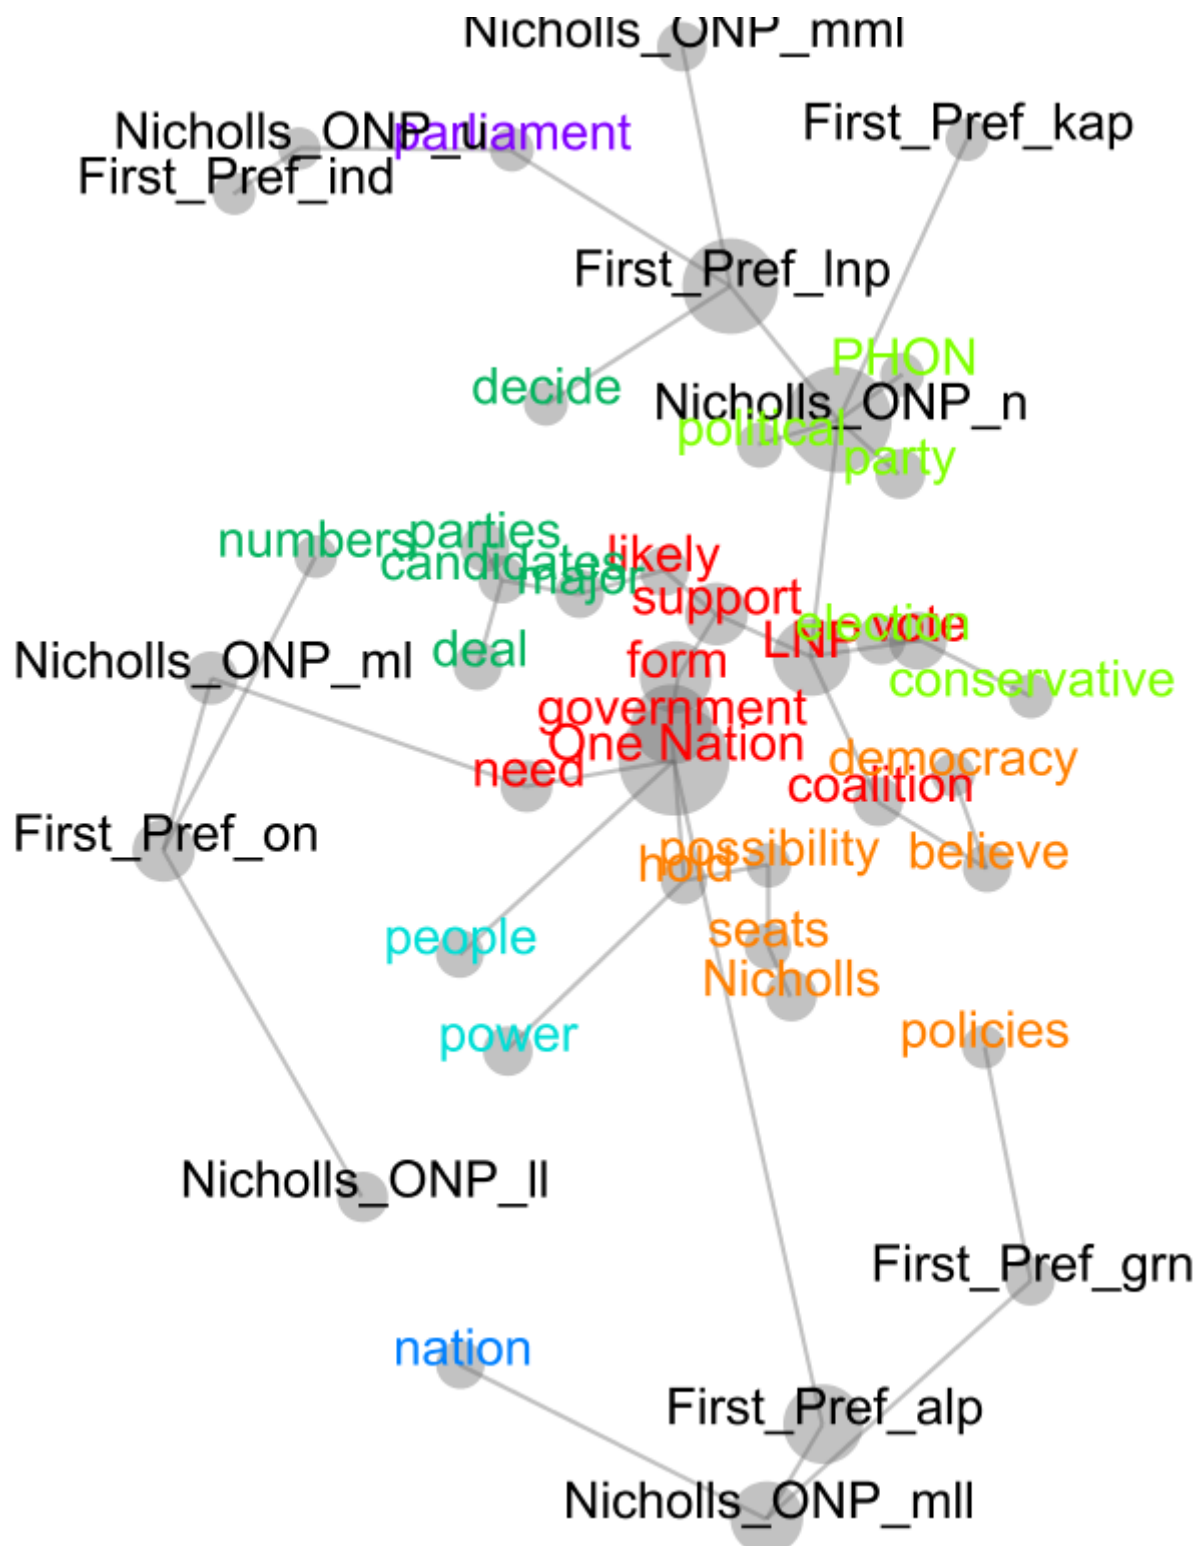 Nicholls_ONP_mml
First_Pref_kap
Nicholls_ONP_u
parliament
First_Pref_ind
First_Pref_lnp
PHON
decide
Nicholls_ONP_n
political
party
parties
numbers
likely
candidates
major
support
election
vote
LNP
deal
form
Nicholls_ONP_ml
conservative
government
One Nation
democracy
need
coalition
First_Pref_on
possibility
believe
hold
seats
people
Nicholls
power
policies
Nicholls_ONP_ll
First_Pref_grn
nation
First_Pref_alp
Nicholls_ONP_mll